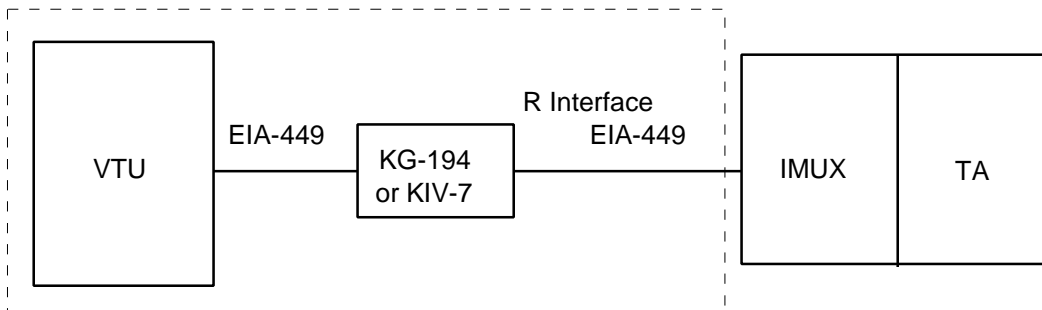 VTU
EIA-449
KG-194
or KIV-7
R Interface
EIA-449
IMUX
TA